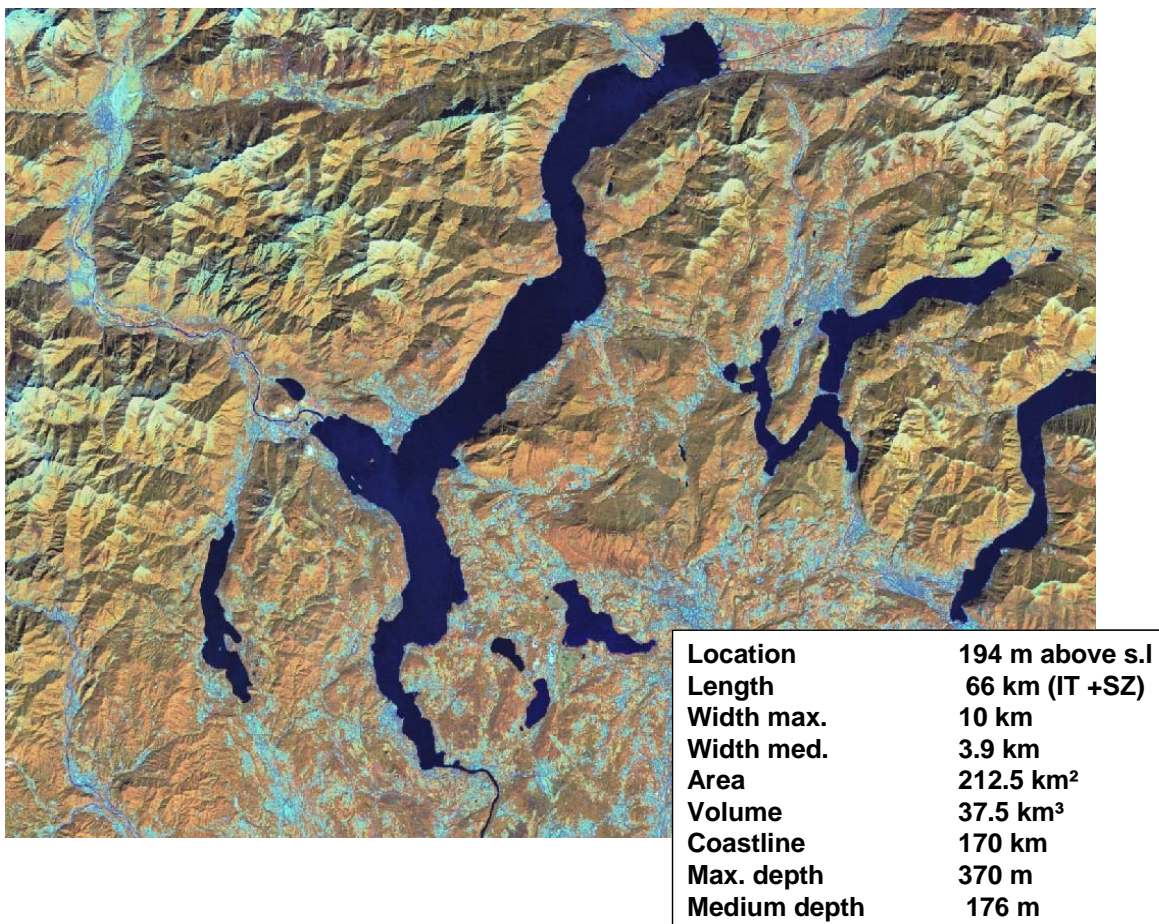 Location 194 m above s.l
Length 66 km (IT +SZ)
Width max. 10 km
Width med. 3.9 km
Area 212.5 km²
Volume 37.5 km³
Coastline 170 km
Max. depth 370 m
Medium depth 176 m